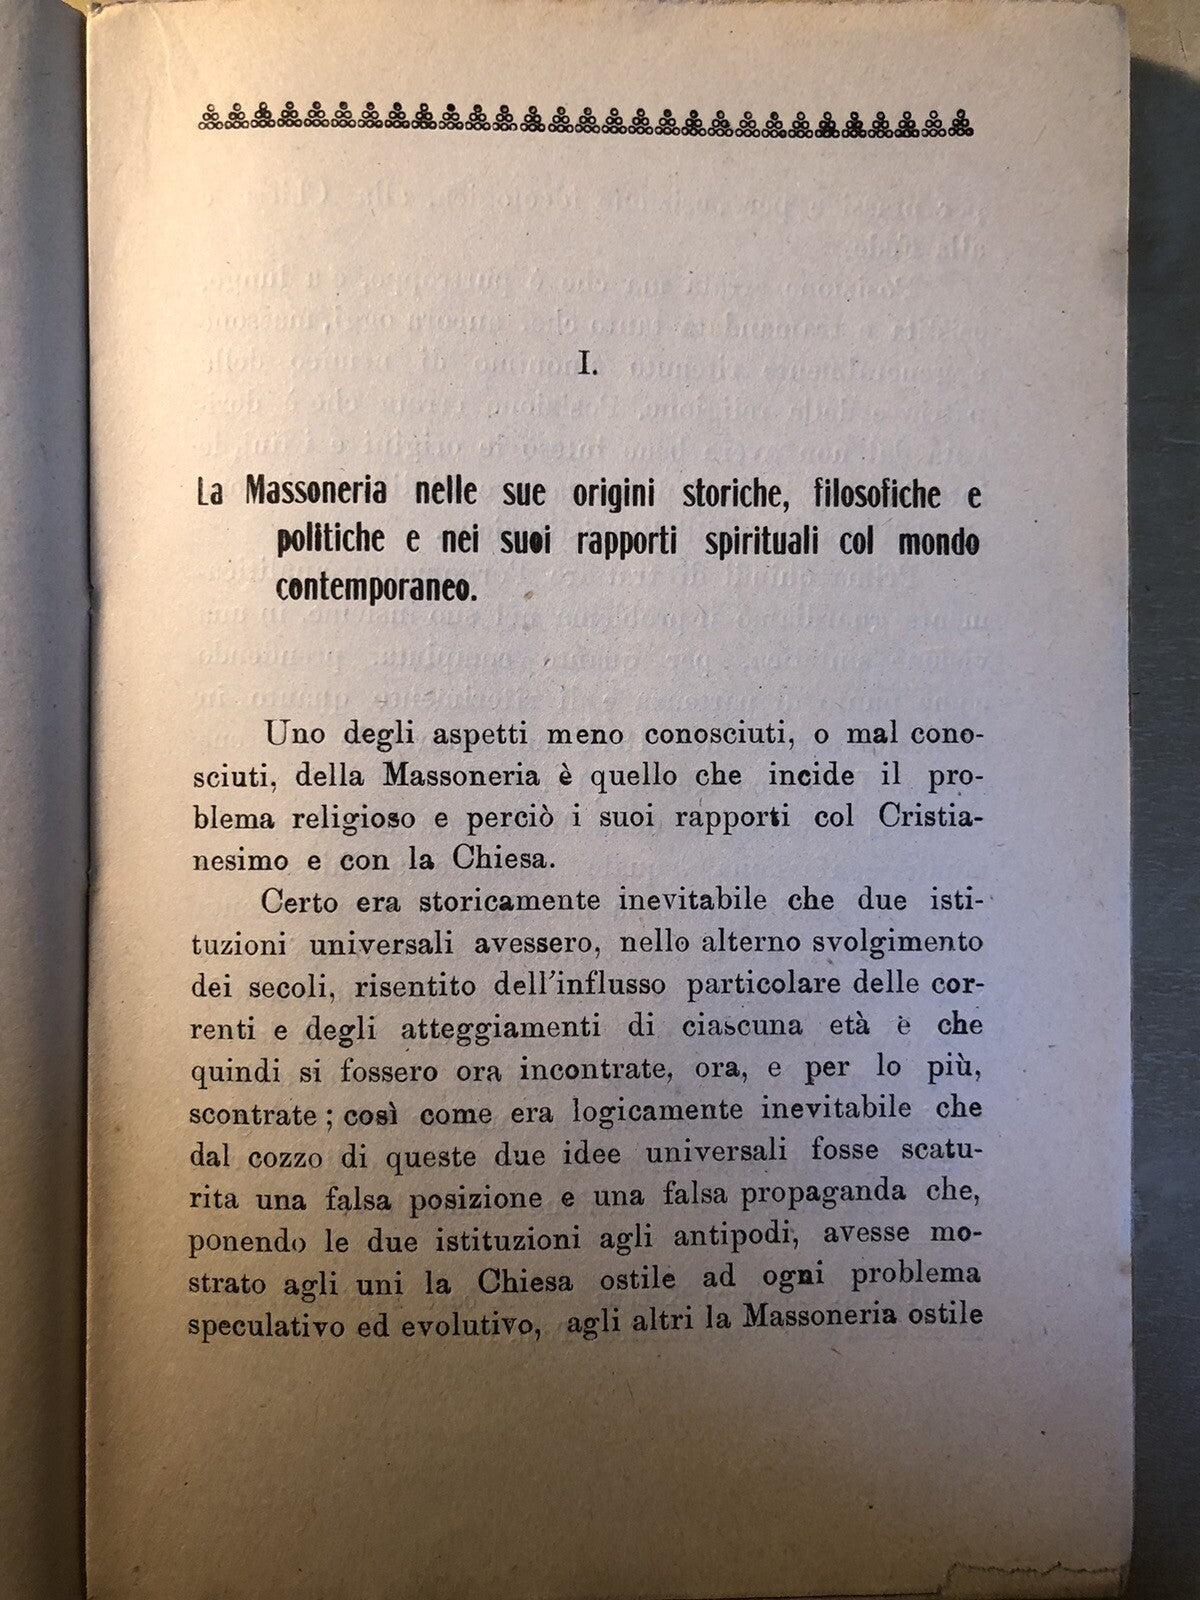 I.
La Massoneria nelle sue origini storiche, filosofiche e
politiche e nei suoi rapporti spirituali col mondo
contemporaneo.
Uno degli aspetti meno conosciuti, o mal cono-
sciuti, della Massoneria è quello che incide il pro-
blema religioso e perciò i suoi rapporti col Cristia-
nesimo e con la Chiesa.
Certo era storicamente inevitabile che due isti-
tuzioni universali avessero, nello alterno svolgimento
dei secoli, risentito dell'influsso particolare delle cor-
renti e degli atteggiamenti di ciascuna età e che
quindi si fossero ora incontrate, ora, e per lo più,
scontrate ; così come era logicamente inevitabile che
dal cozzo di queste due idee universali fosse scatu-
rita una falsa posizione e una falsa propaganda che,
ponendo le due istituzioni agli antipodi, avesse mo-
strato agli uni la Chiesa ostile ad ogni problema
speculativo ed evolutivo, agli altri la Massoneria ostile